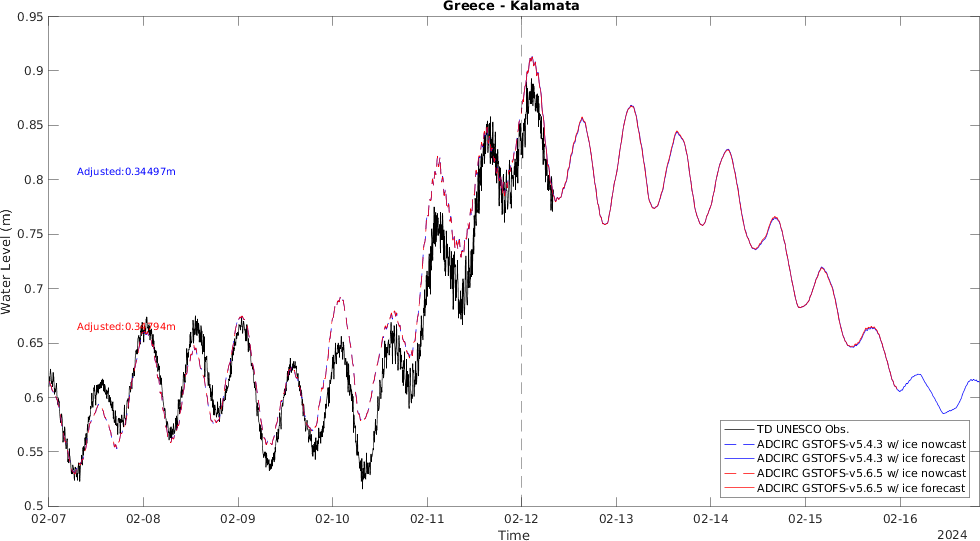 Greece - Kalamata
0.95
0.9
0.85
0.8
0.75
0.7
0.65
0.6
0.55
0.5
Water Level (m)
Adjusted:0.34497m
02-07
02-08
02-09
02-10
02-11
02-12
02-13
02-14
02-15
02-16
Time
2024
TD UNESCO Obs.
ADCIRC GSTOFS-v5.4.3 w/ ice nowcast
ADCIRC GSTOFS-v5.4.3 w/ ice forecast
ADCIRC GSTOFS-v5.6.5 w/ ice nowcast
ADCIRC GSTOFS-v5.6.5 w/ ice forecast